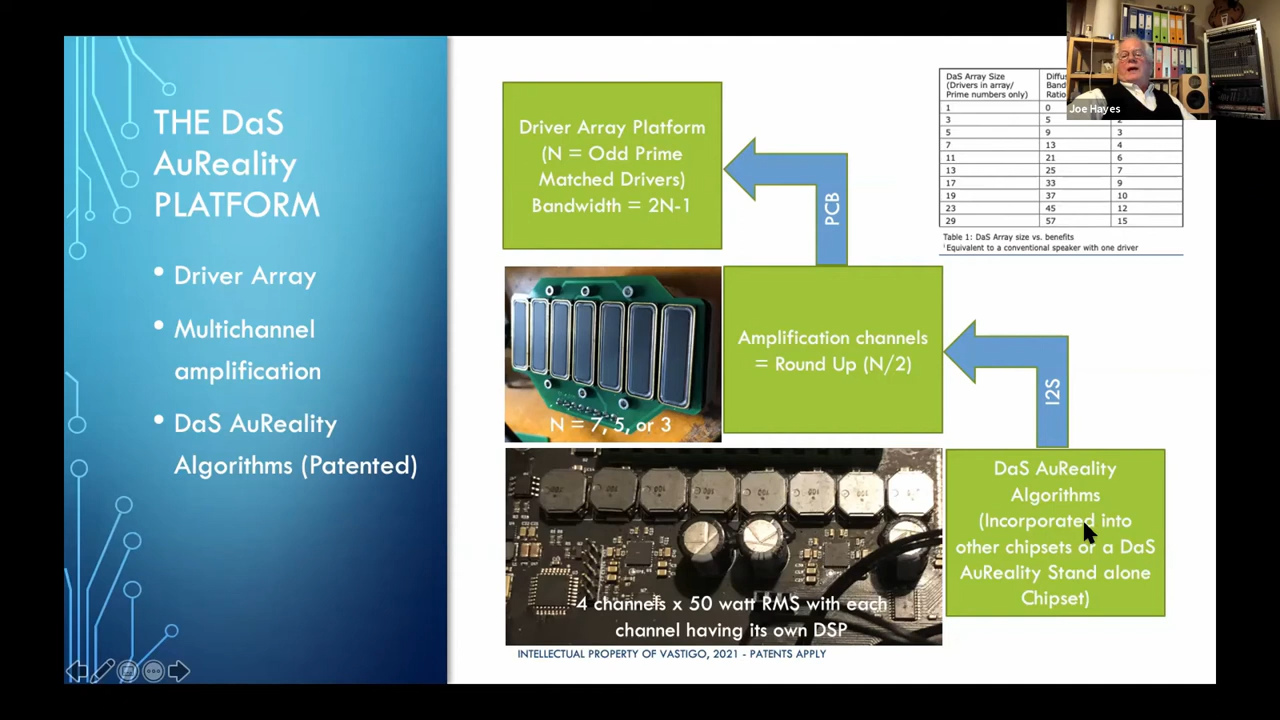 THE DaS
AuReality
PLATFORM
• Driver Array
• Multichannel
amplification
• DaS AuReality
Algorithms (Patented)
Driver Array Platform
(N = Odd Prime
Matched Drivers)
Bandwidth = 2N-1
PCB
N = 7, 5, or 3
Amplification channels
= Round Up (N/2)
I2S
4 channels x 50 watt RMS with each
channel having its own DSP
DaS AuReality
Algorithms
(Incorporated into
other chipsets or a DaS
AuReality Stand alone
Chipset)
INTELLECTUAL PROPERTY OF VASTIGO, 2021 - PATENTS APPLY
DaS Array Size
(Drivers in array/
Prime numbers only)
1 0
3 5 2
5 9 3
7 13 4
11 21 6
13 25 7
17 33 9
19 37 10
23 45 12
29 57 15
Table 1: DaS Array size vs. benefits
1Equivalent to a conventional speaker with one driver
Joe Hayes